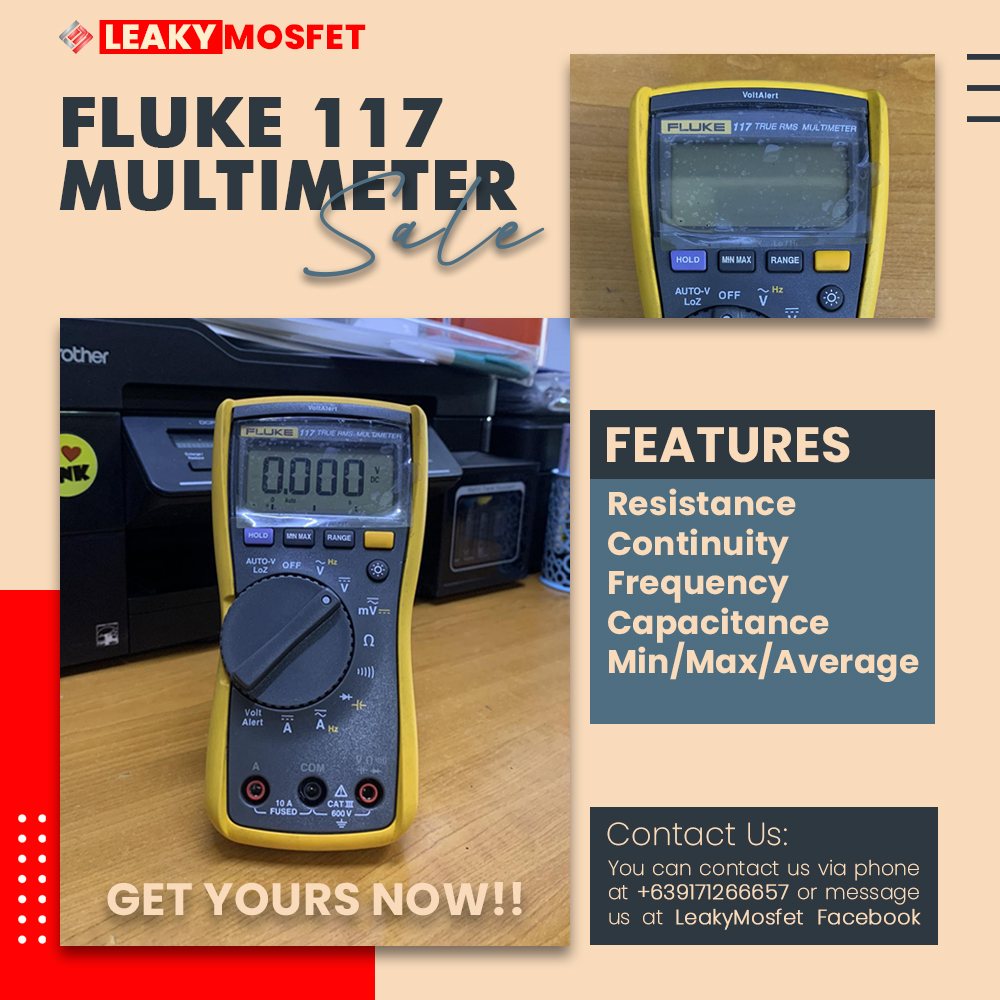 LEAKY MOSFET
FLUKE 117
MULTIMETER
Sale
VoltAlert
FLUKE 117 TRUE RMS MULTIMETER
HOLD MIN MAX RANGE
AUTO-V
LoZ
OFF
V
Hz
V
rother
VoltAlert
FLUKE 117 TRUE RMS MULTIMETER
0.000 V
DC
Auto
HOLD MIN MAX RANGE
AUTO-V
LoZ
OFF
V
Hz
V
mV
Ω
NK
Volt
Alert
A
A
Hz
A
COM
VΩ
10 A
FUSED
CAT III
600 V
GET YOURS NOW!!
FEATURES
Resistance
Continuity
Frequency
Capacitance
Min/Max/Average
Contact Us:
You can contact us via phone
at +639171266657 or message
us at LeakyMosfet Facebook